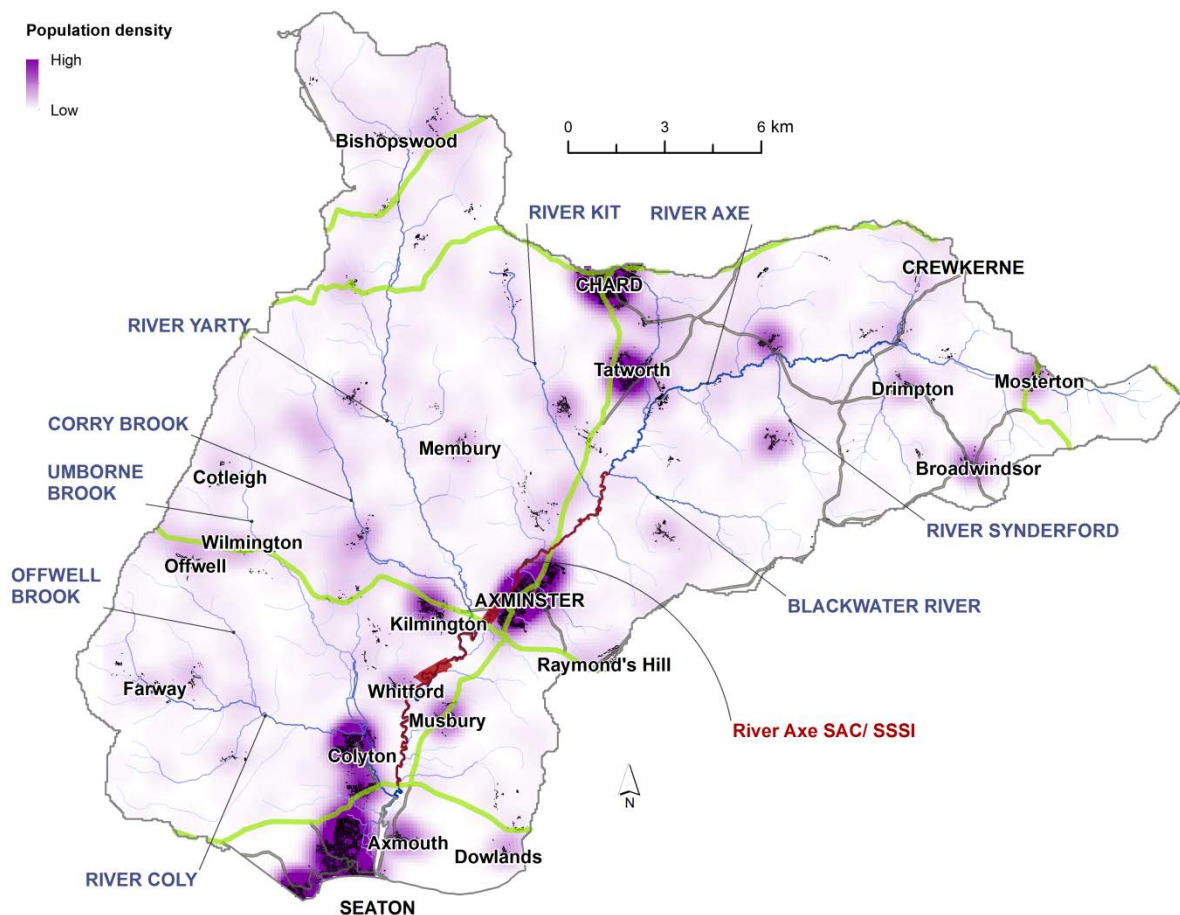 Population density
High
Low
Bishopswood
0 3 6 km
RIVER KIT
RIVER AXE
CREWKERNE
CHARD
RIVER YARTY
Tatworth
Drimpton
Mosterton
CORRY BROOK
Membury
Broadwindsor
UMBORNE
BROOK
Cotleigh
RIVER SYNDERFORD
Wilmington
Offwell
OFFWELL
BROOK
AXMINSTER
BLACKWATER RIVER
Kilmington
Raymond's Hill
Farway
Whitford
Musbury
River Axe SAC/ SSSI
Colyton
N
Axmouth
Dowlands
RIVER COLY
SEATON